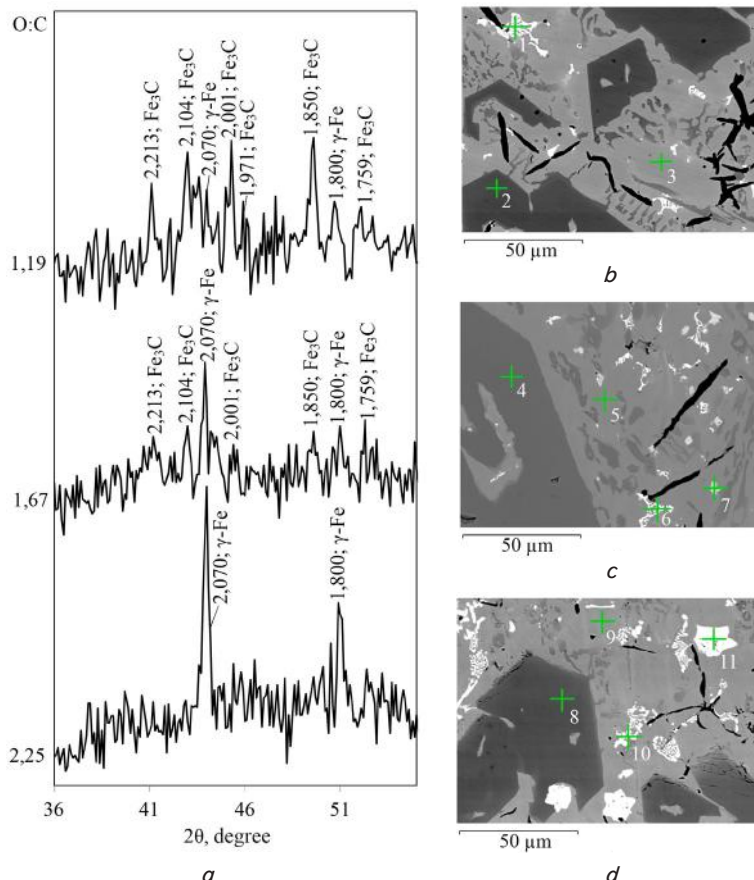 O:C
2,213; Fe₃C
2,104; Fe₃C
2,070; γ-Fe
2,001; Fe₃C
1,971; Fe₃C
1,850; Fe₃C
1,800; γ-Fe
1,759; Fe₃C
1,19
2,213; Fe₃C
2,104; Fe₃C
2,070; γ-Fe
2,001; Fe₃C
1,850; Fe₃C
1,800; γ-Fe
1,759; Fe₃C
1,67
2,070; γ-Fe
1,800; γ-Fe
2,25
36 41 46 51
2θ, degree
a
1
2
3
50 µm
b
4
5
6
7
50 µm
c
8
9
10
11
50 µm
d